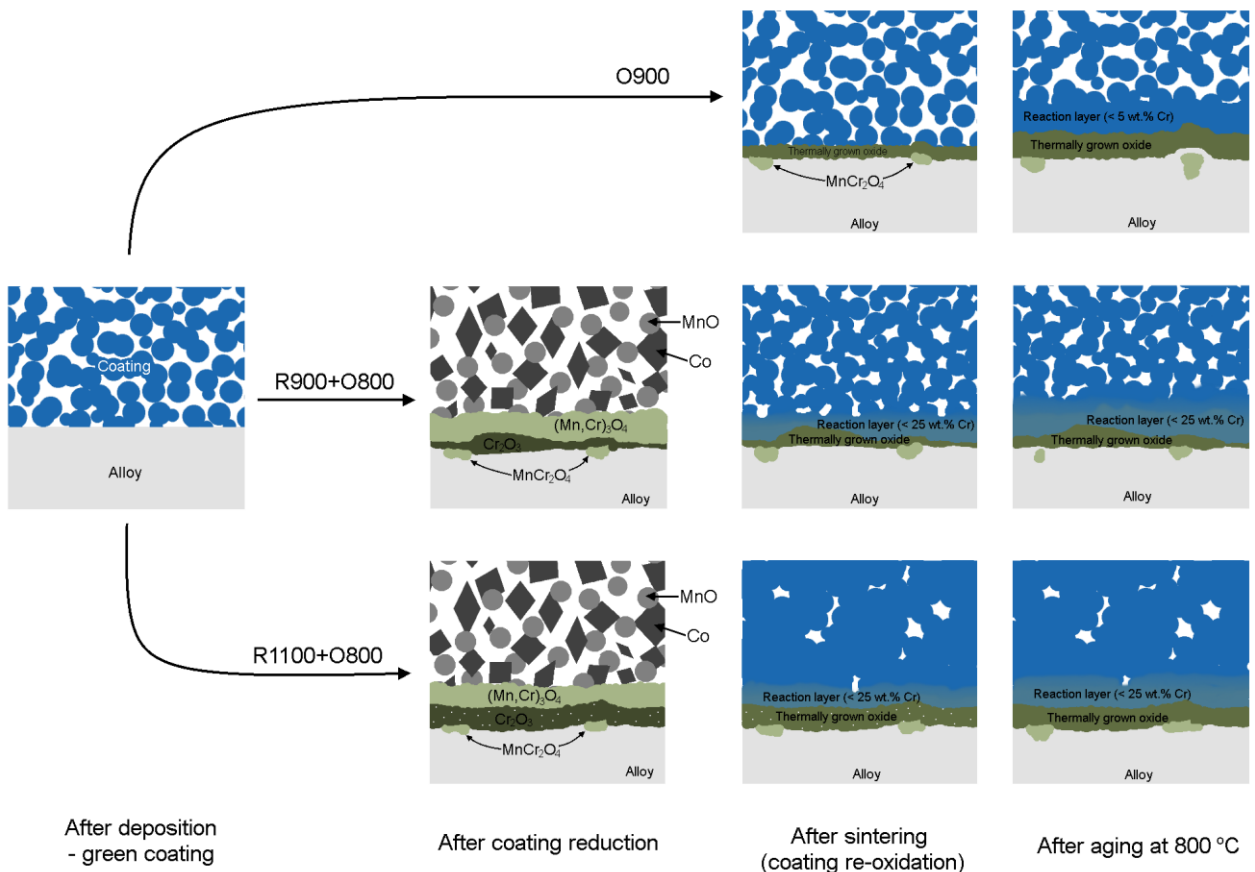 O900
Thermally grown oxide
MnCr₂O₄
Alloy
Reaction layer (< 5 wt.% Cr)
Thermally grown oxide
Alloy
Coating
Alloy
R900+O800
MnO
Co
(Mn,Cr)₃O₄
Cr₂O₃
MnCr₂O₄
Alloy
Reaction layer (< 25 wt.% Cr)
Thermally grown oxide
Alloy
Reaction layer (< 25 wt.% Cr)
Thermally grown oxide
Alloy
R1100+O800
MnO
Co
(Mn,Cr)₃O₄
Cr₂O₃
MnCr₂O₄
Alloy
Reaction layer (< 25 wt.% Cr)
Thermally grown oxide
Alloy
Reaction layer (< 25 wt.% Cr)
Thermally grown oxide
Alloy
After deposition
- green coating
After coating reduction
After sintering
(coating re-oxidation)
After aging at 800 ºC